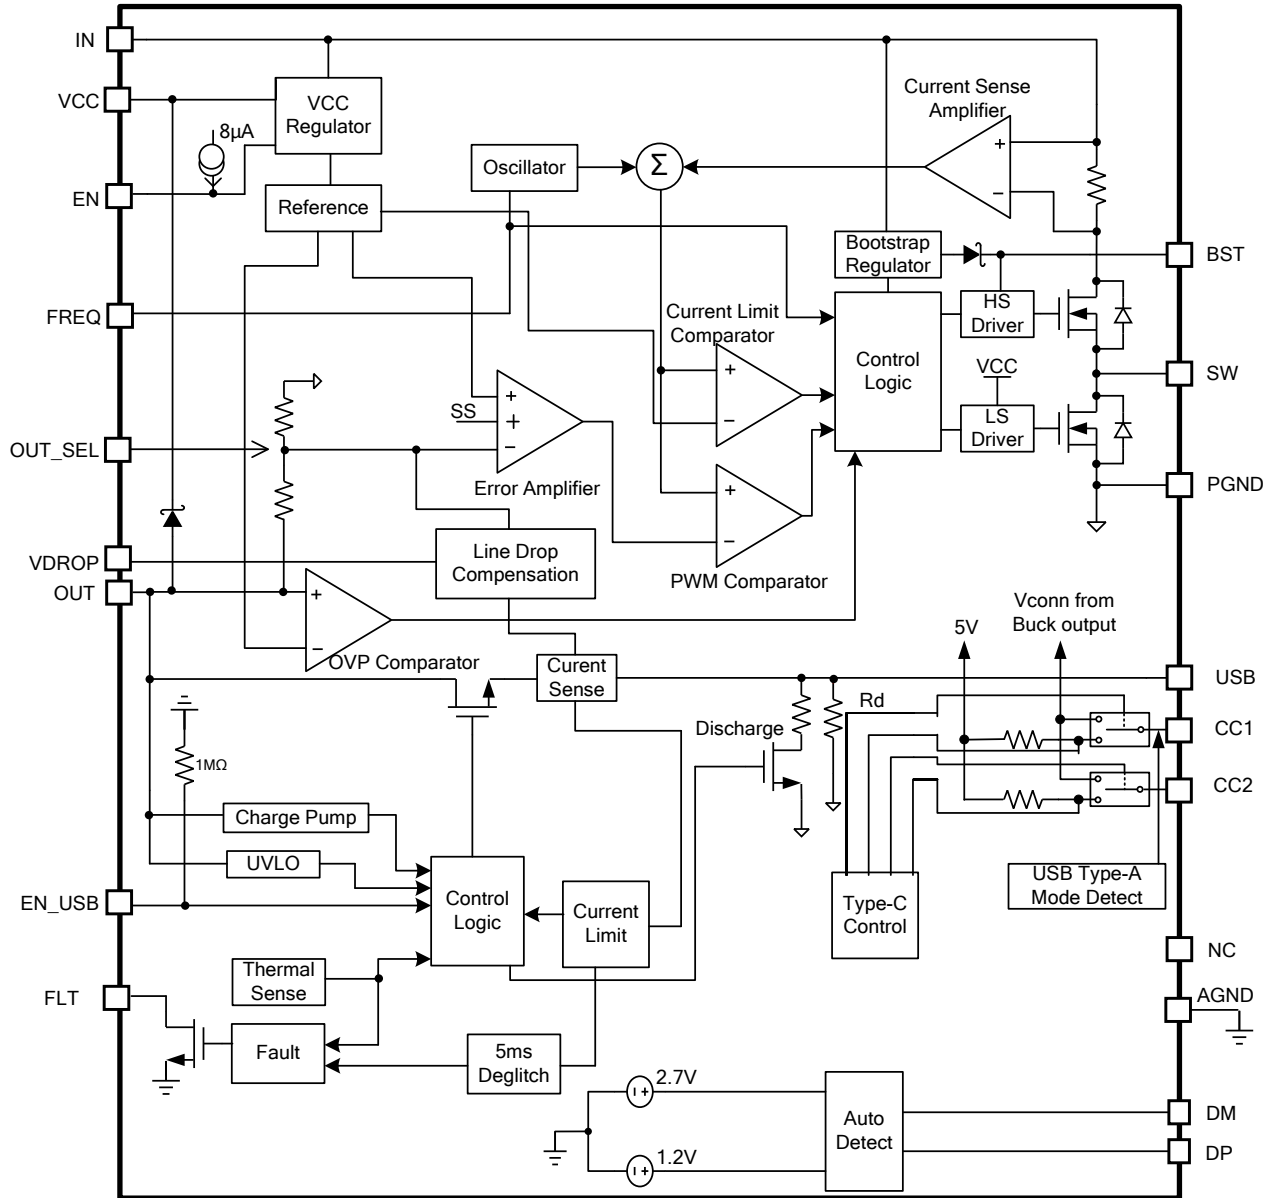 IN
VCC
VCC
Regulator
8µA
Current Sense
Amplifier
+
−
EN
Oscillator
Σ
Reference
Bootstrap
Regulator
BST
FREQ
Current Limit
Comparator
HS
Driver
+
−
Control
Logic
VCC
SW
SS
+
+
−
LS
Driver
OUT_SEL
Error Amplifier
+
−
PGND
VDROP
Line Drop
Compensation
PWM Comparator
OUT
+
−
OVP Comparator
5V
Vconn from
Buck output
Curent
Sense
USB
Rd
Discharge
CC1
1MΩ
CC2
Charge Pump
UVLO
EN_USB
Control
Logic
Current
Limit
Type-C
Control
USB Type-A
Mode Detect
NC
Thermal
Sense
FLT
AGND
Fault
5ms
Deglitch
2.7V
Auto
Detect
DM
1.2V
DP